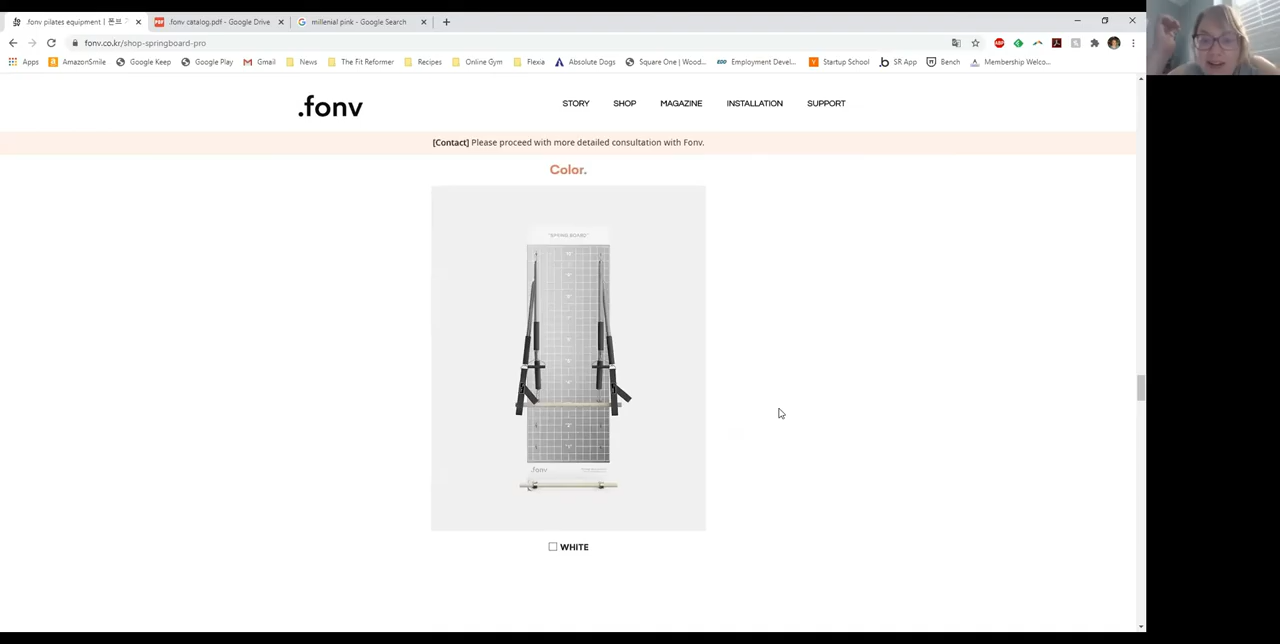 .fonv pilates equipment | 폰브
.fonv catalog.pdf - Google Drive
millenial pink - Google Search
fonv.co.kr/shop-springboard-pro
Apps
AmazonSmile
Google Keep
Google Play
Gmail
News
The Fit Reformer
Recipes
Online Gym
Flexia
Absolute Dogs
Square One | Wood...
Employment Devel...
Startup School
SR App
Bench
Membership Welco...
.fonv
STORY
SHOP
MAGAZINE
INSTALLATION
SUPPORT
[Contact] Please proceed with more detailed consultation with Fonv.
Color.
"SPRINGBOARD"
.fonv
WHITE